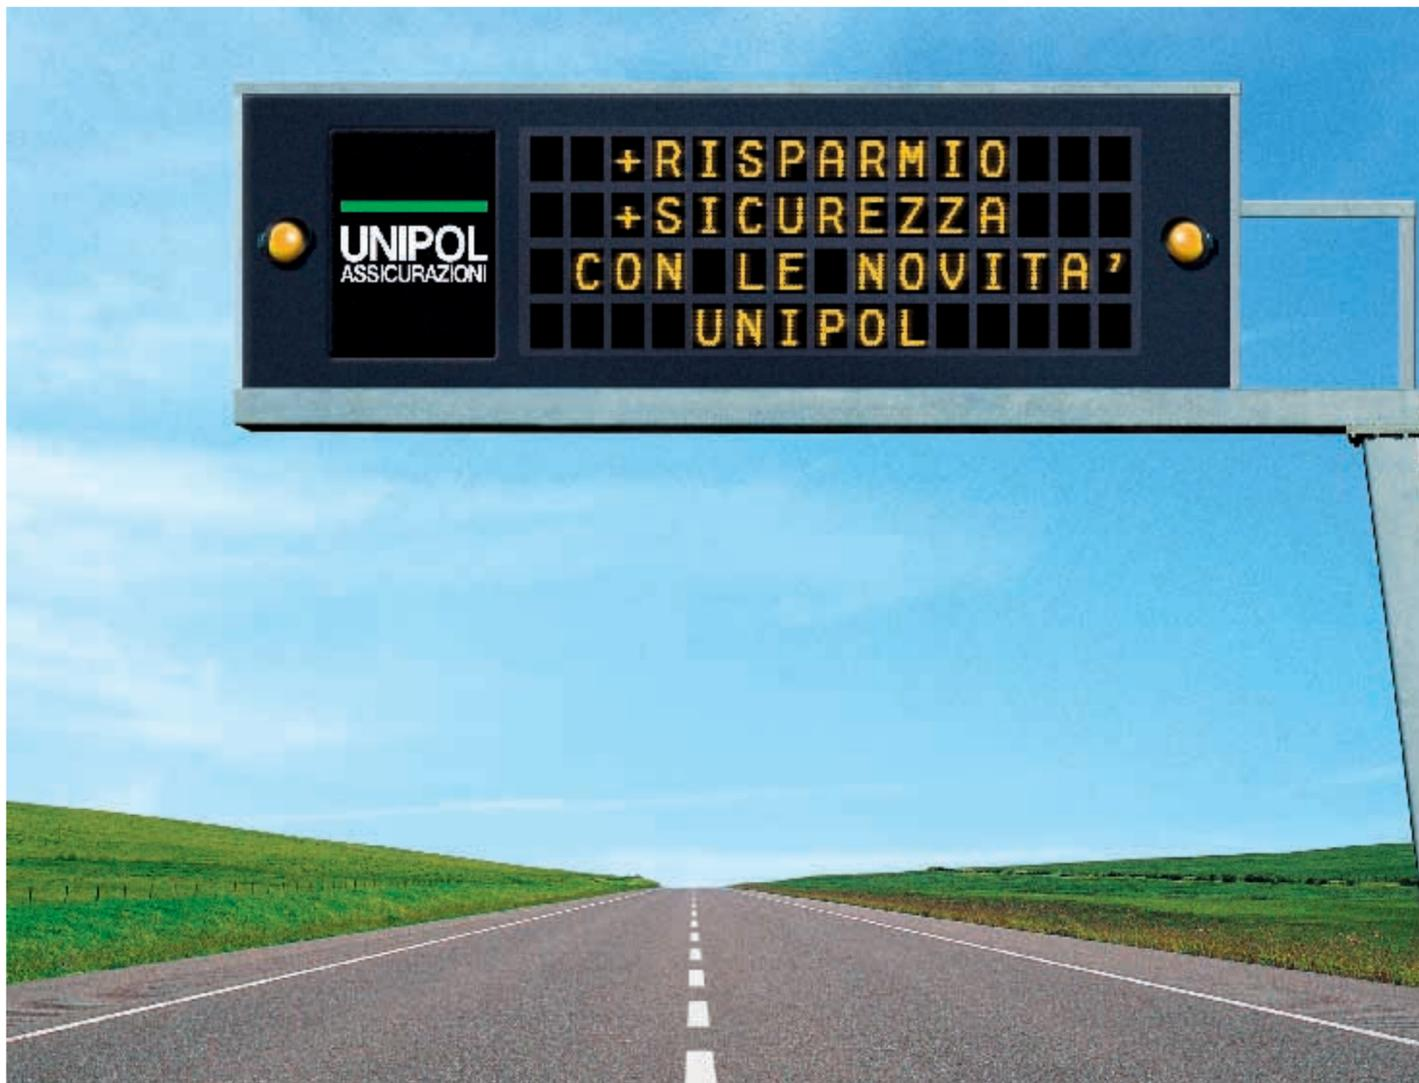 UNIPOL
ASSICURAZIONI
+RISPARMIO
+SICUREZZA
CON LE NOVITA’
UNIPOL